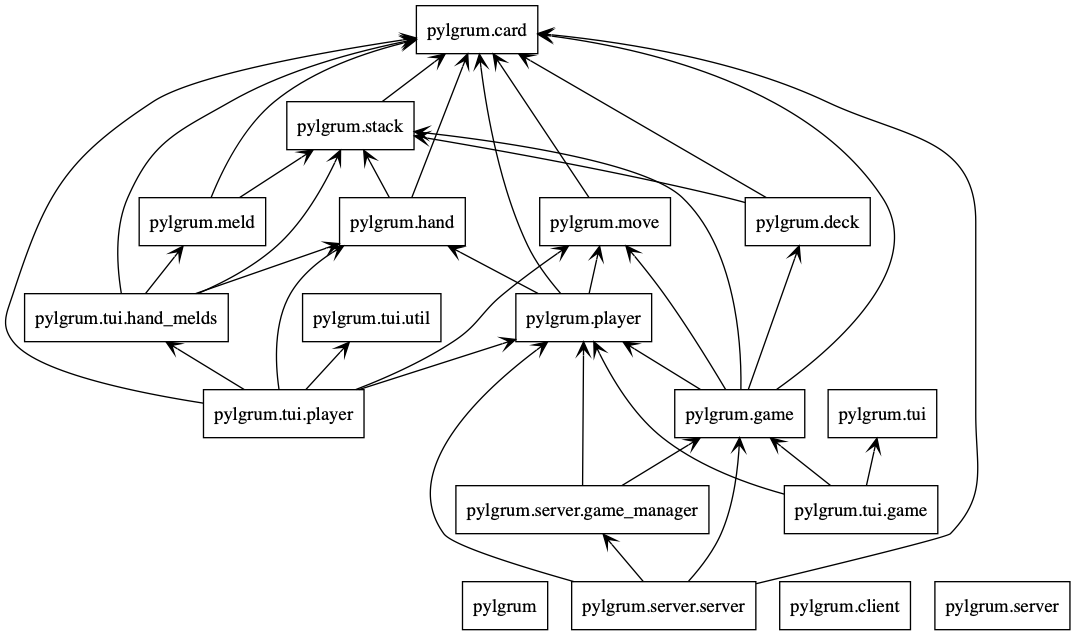 pylgrum.card
pylgrum.stack
pylgrum.meld
pylgrum.hand
pylgrum.move
pylgrum.deck
pylgrum.tui.hand_melds
pylgrum.tui.util
pylgrum.player
pylgrum.tui.player
pylgrum.game
pylgrum.tui
pylgrum.server.game_manager
pylgrum.tui.game
pylgrum
pylgrum.server.server
pylgrum.client
pylgrum.server